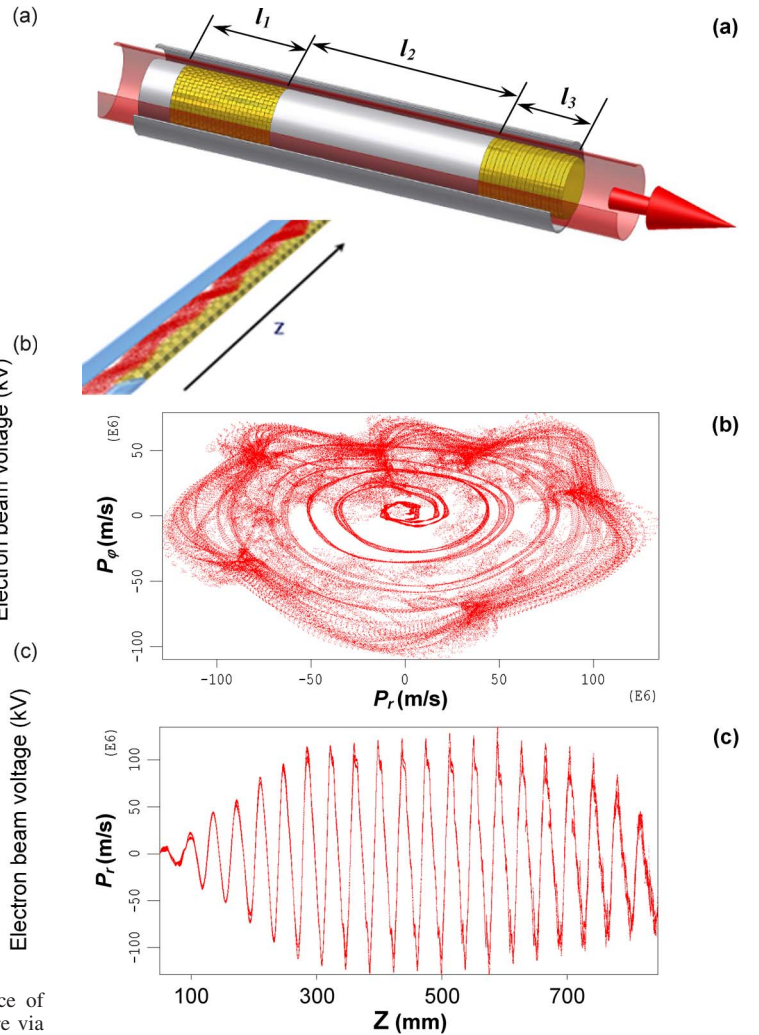 (a)
(a)
l1
l2
l3
z
(b)
Electron beam voltage (kV)
(b)
(E6)
50
0
-50
-100
Pφ (m/s)
-100
-50
0
50
100
(E6)
Pr (m/s)
(c)
Electron beam voltage (kV)
(c)
(E6)
100
50
0
-50
-100
Pr (m/s)
100
300
500
700
Z (mm)
ce of
re via